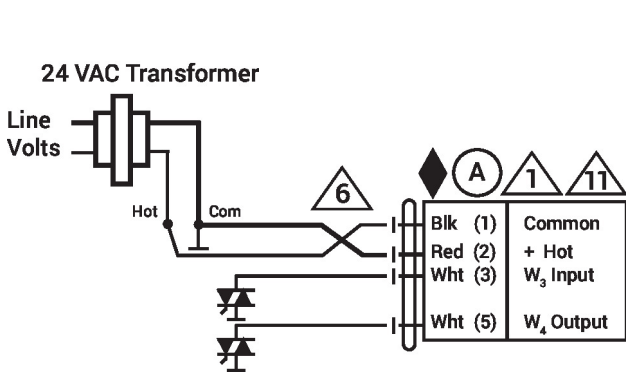 24 VAC Transformer
Line
Volts
Hot
Com
6
A
1
11
Blk (1) Common
Red (2) + Hot
Wht (3) W₃ Input
Wht (5) W₄ Output